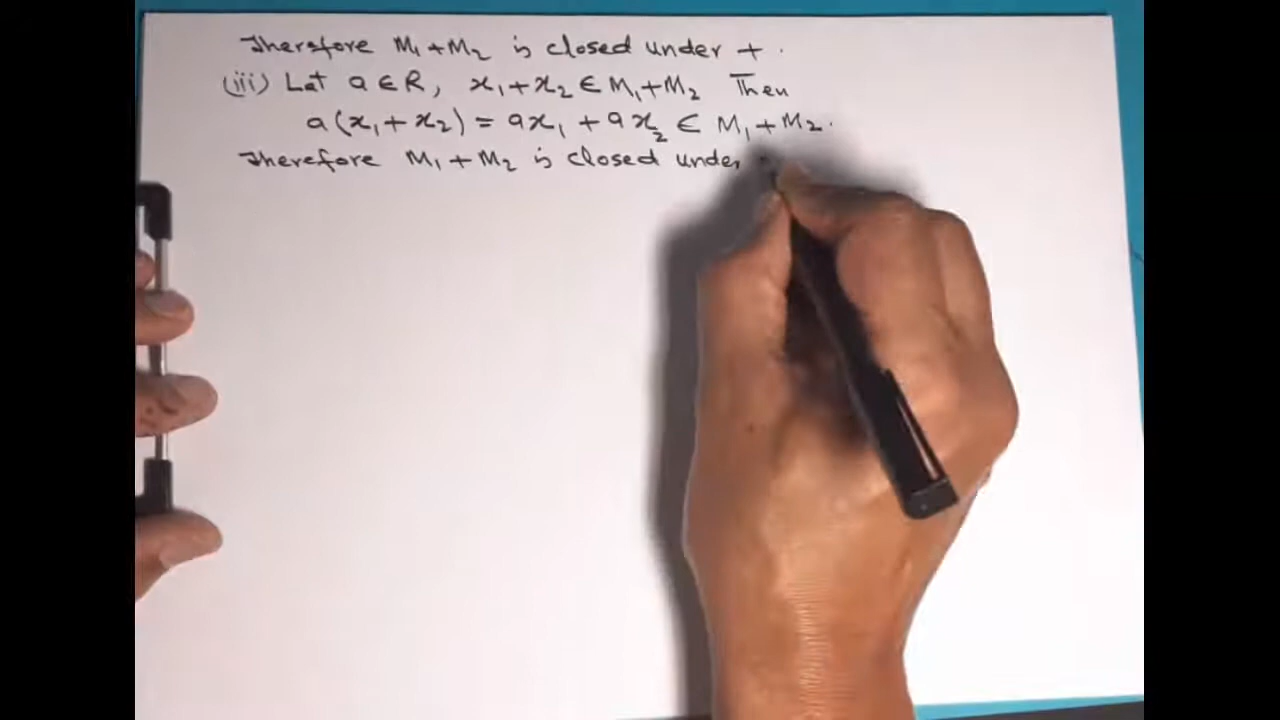 Therefore M₁+M₂ is closed under + .
(iii) Let a ∈ R, x₁+x₂ ∈ M₁+M₂ Then
a(x₁+x₂) = ax₁ + ax₂ ∈ M₁+M₂.
Therefore M₁+M₂ is closed under